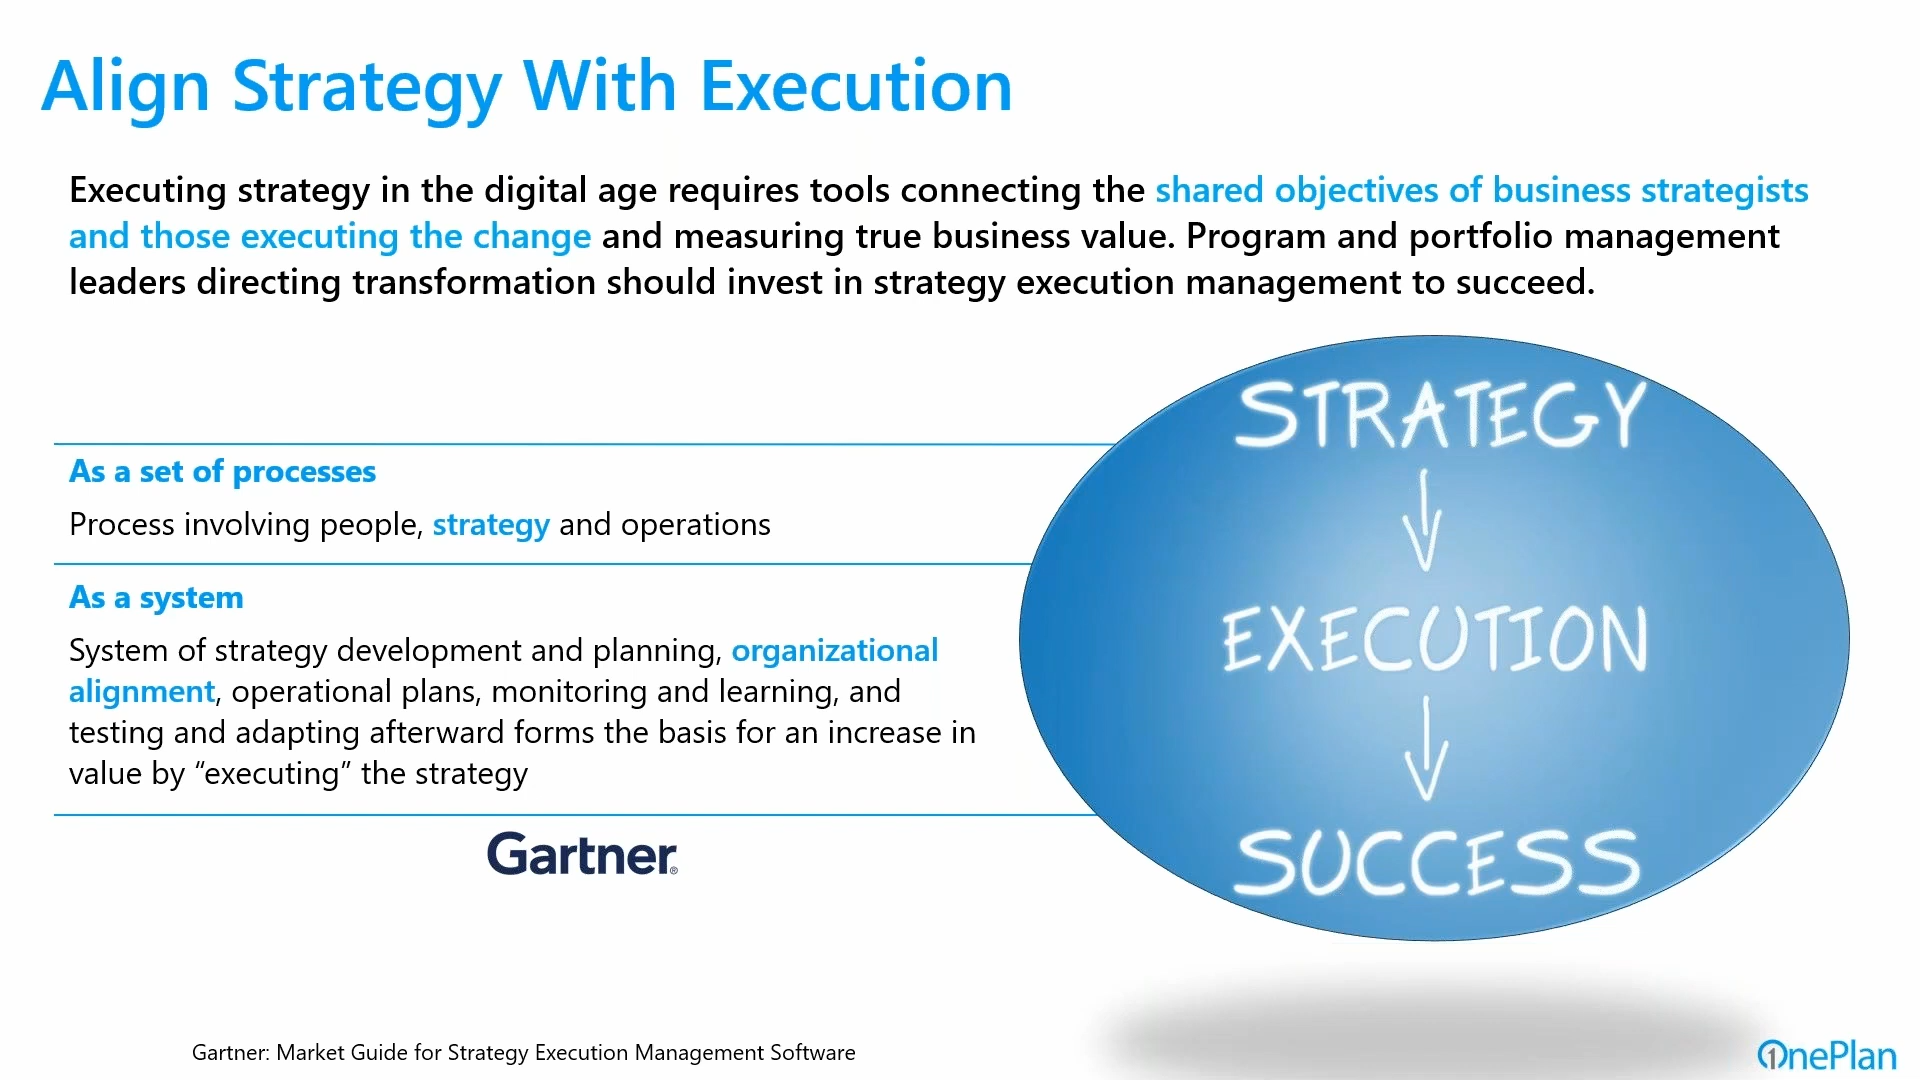 Align Strategy With Execution
Executing strategy in the digital age requires tools connecting the shared objectives of business strategists
and those executing the change and measuring true business value. Program and portfolio management
leaders directing transformation should invest in strategy execution management to succeed.
As a set of processes
Process involving people, strategy and operations
As a system
System of strategy development and planning, organizational
alignment, operational plans, monitoring and learning, and
testing and adapting afterward forms the basis for an increase in
value by “executing” the strategy
Gartner®
STRATEGY
EXECUTION
SUCCESS
Gartner: Market Guide for Strategy Execution Management Software
OnePlan